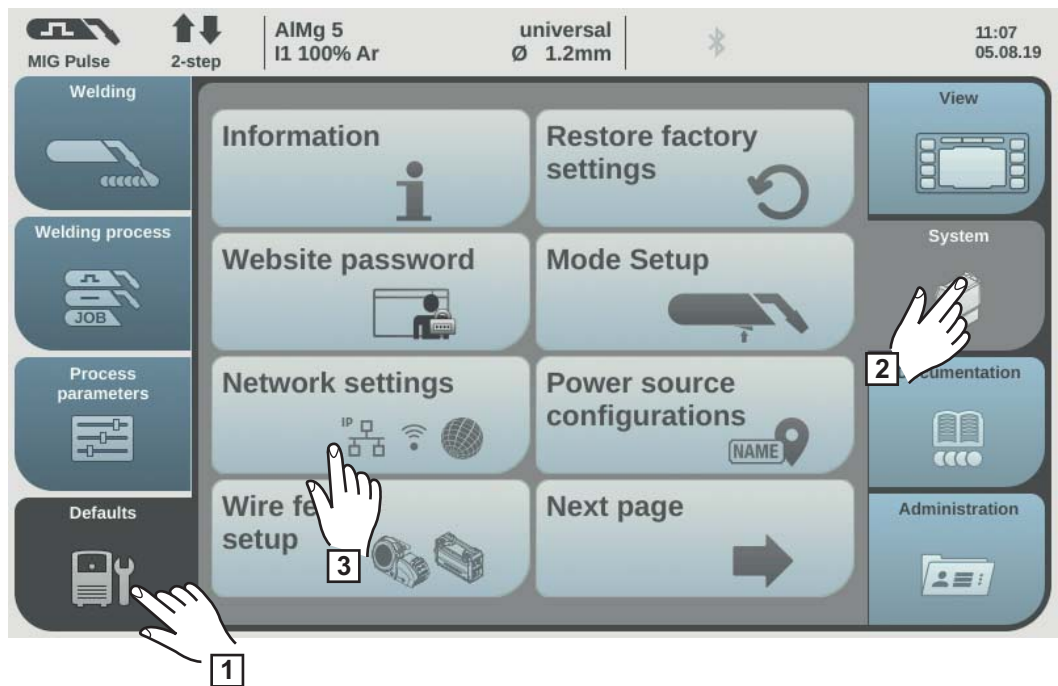 MIG Pulse
2-step
AlMg 5
I1 100% Ar
universal
Ø 1.2mm
11:07
05.08.19
Welding
Welding process
JOB
Process
parameters
Defaults
Information
Restore factory
settings
Website password
Mode Setup
Network settings
IP
Power source
configurations
NAME
Wire fe
setup
Next page
View
System
cumentation
Administration
1
2
3